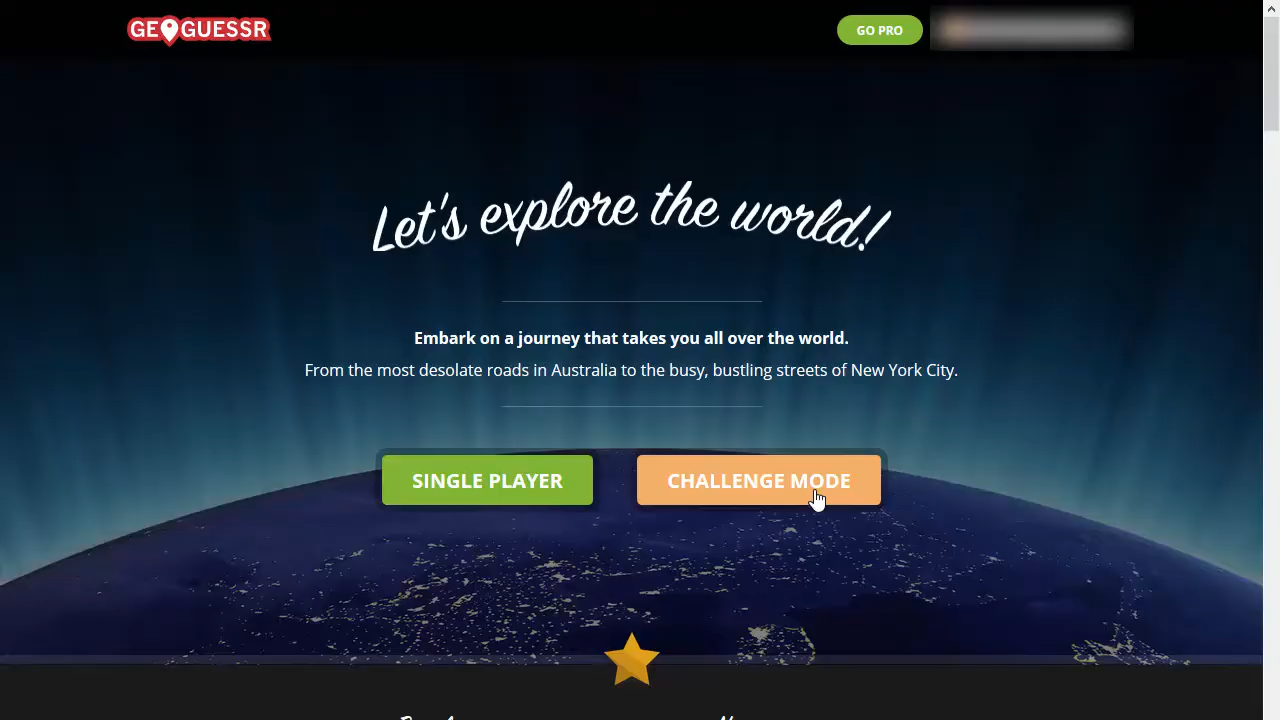 GEOGUESSR
GO PRO
Let's explore the world!
Embark on a journey that takes you all over the world.
From the most desolate roads in Australia to the busy, bustling streets of New York City.
SINGLE PLAYER
CHALLENGE MODE